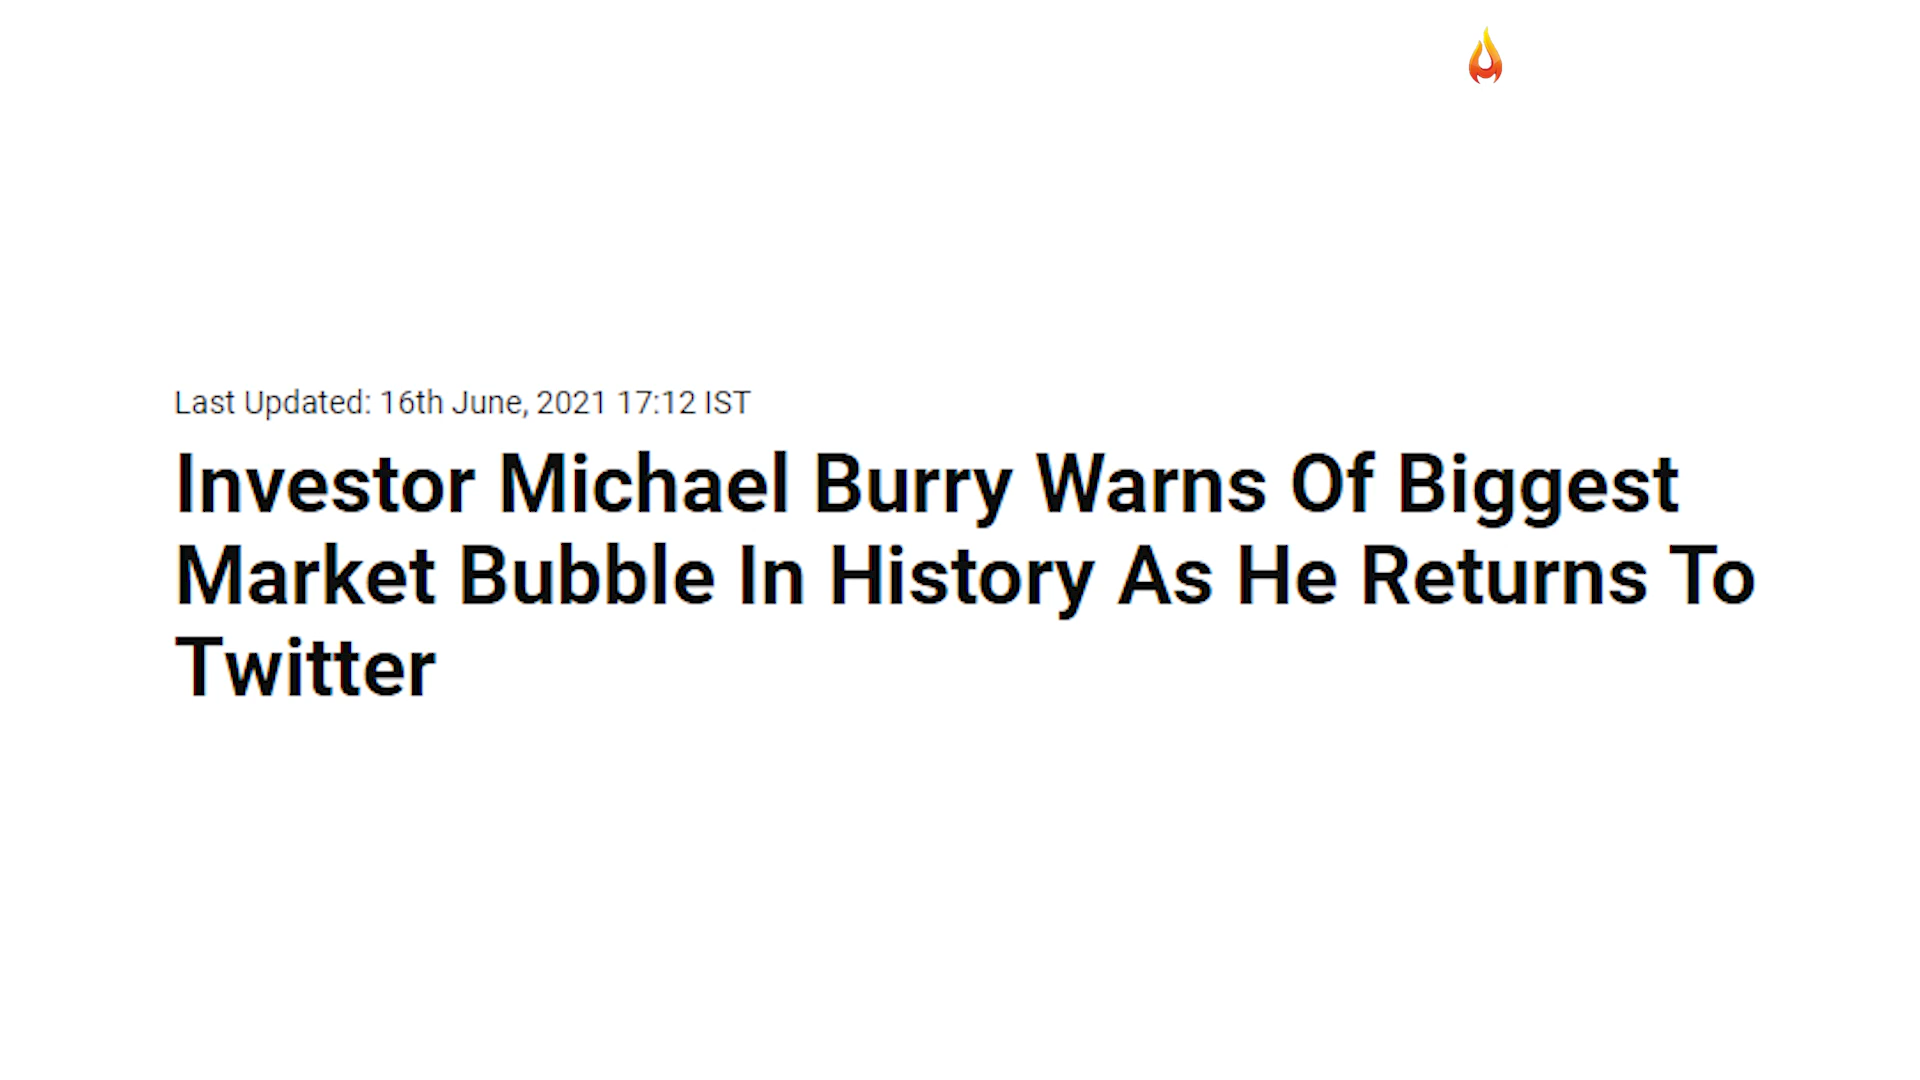 Last Updated: 16th June, 2021 17:12 IST
Investor Michael Burry Warns Of Biggest
Market Bubble In History As He Returns To
Twitter